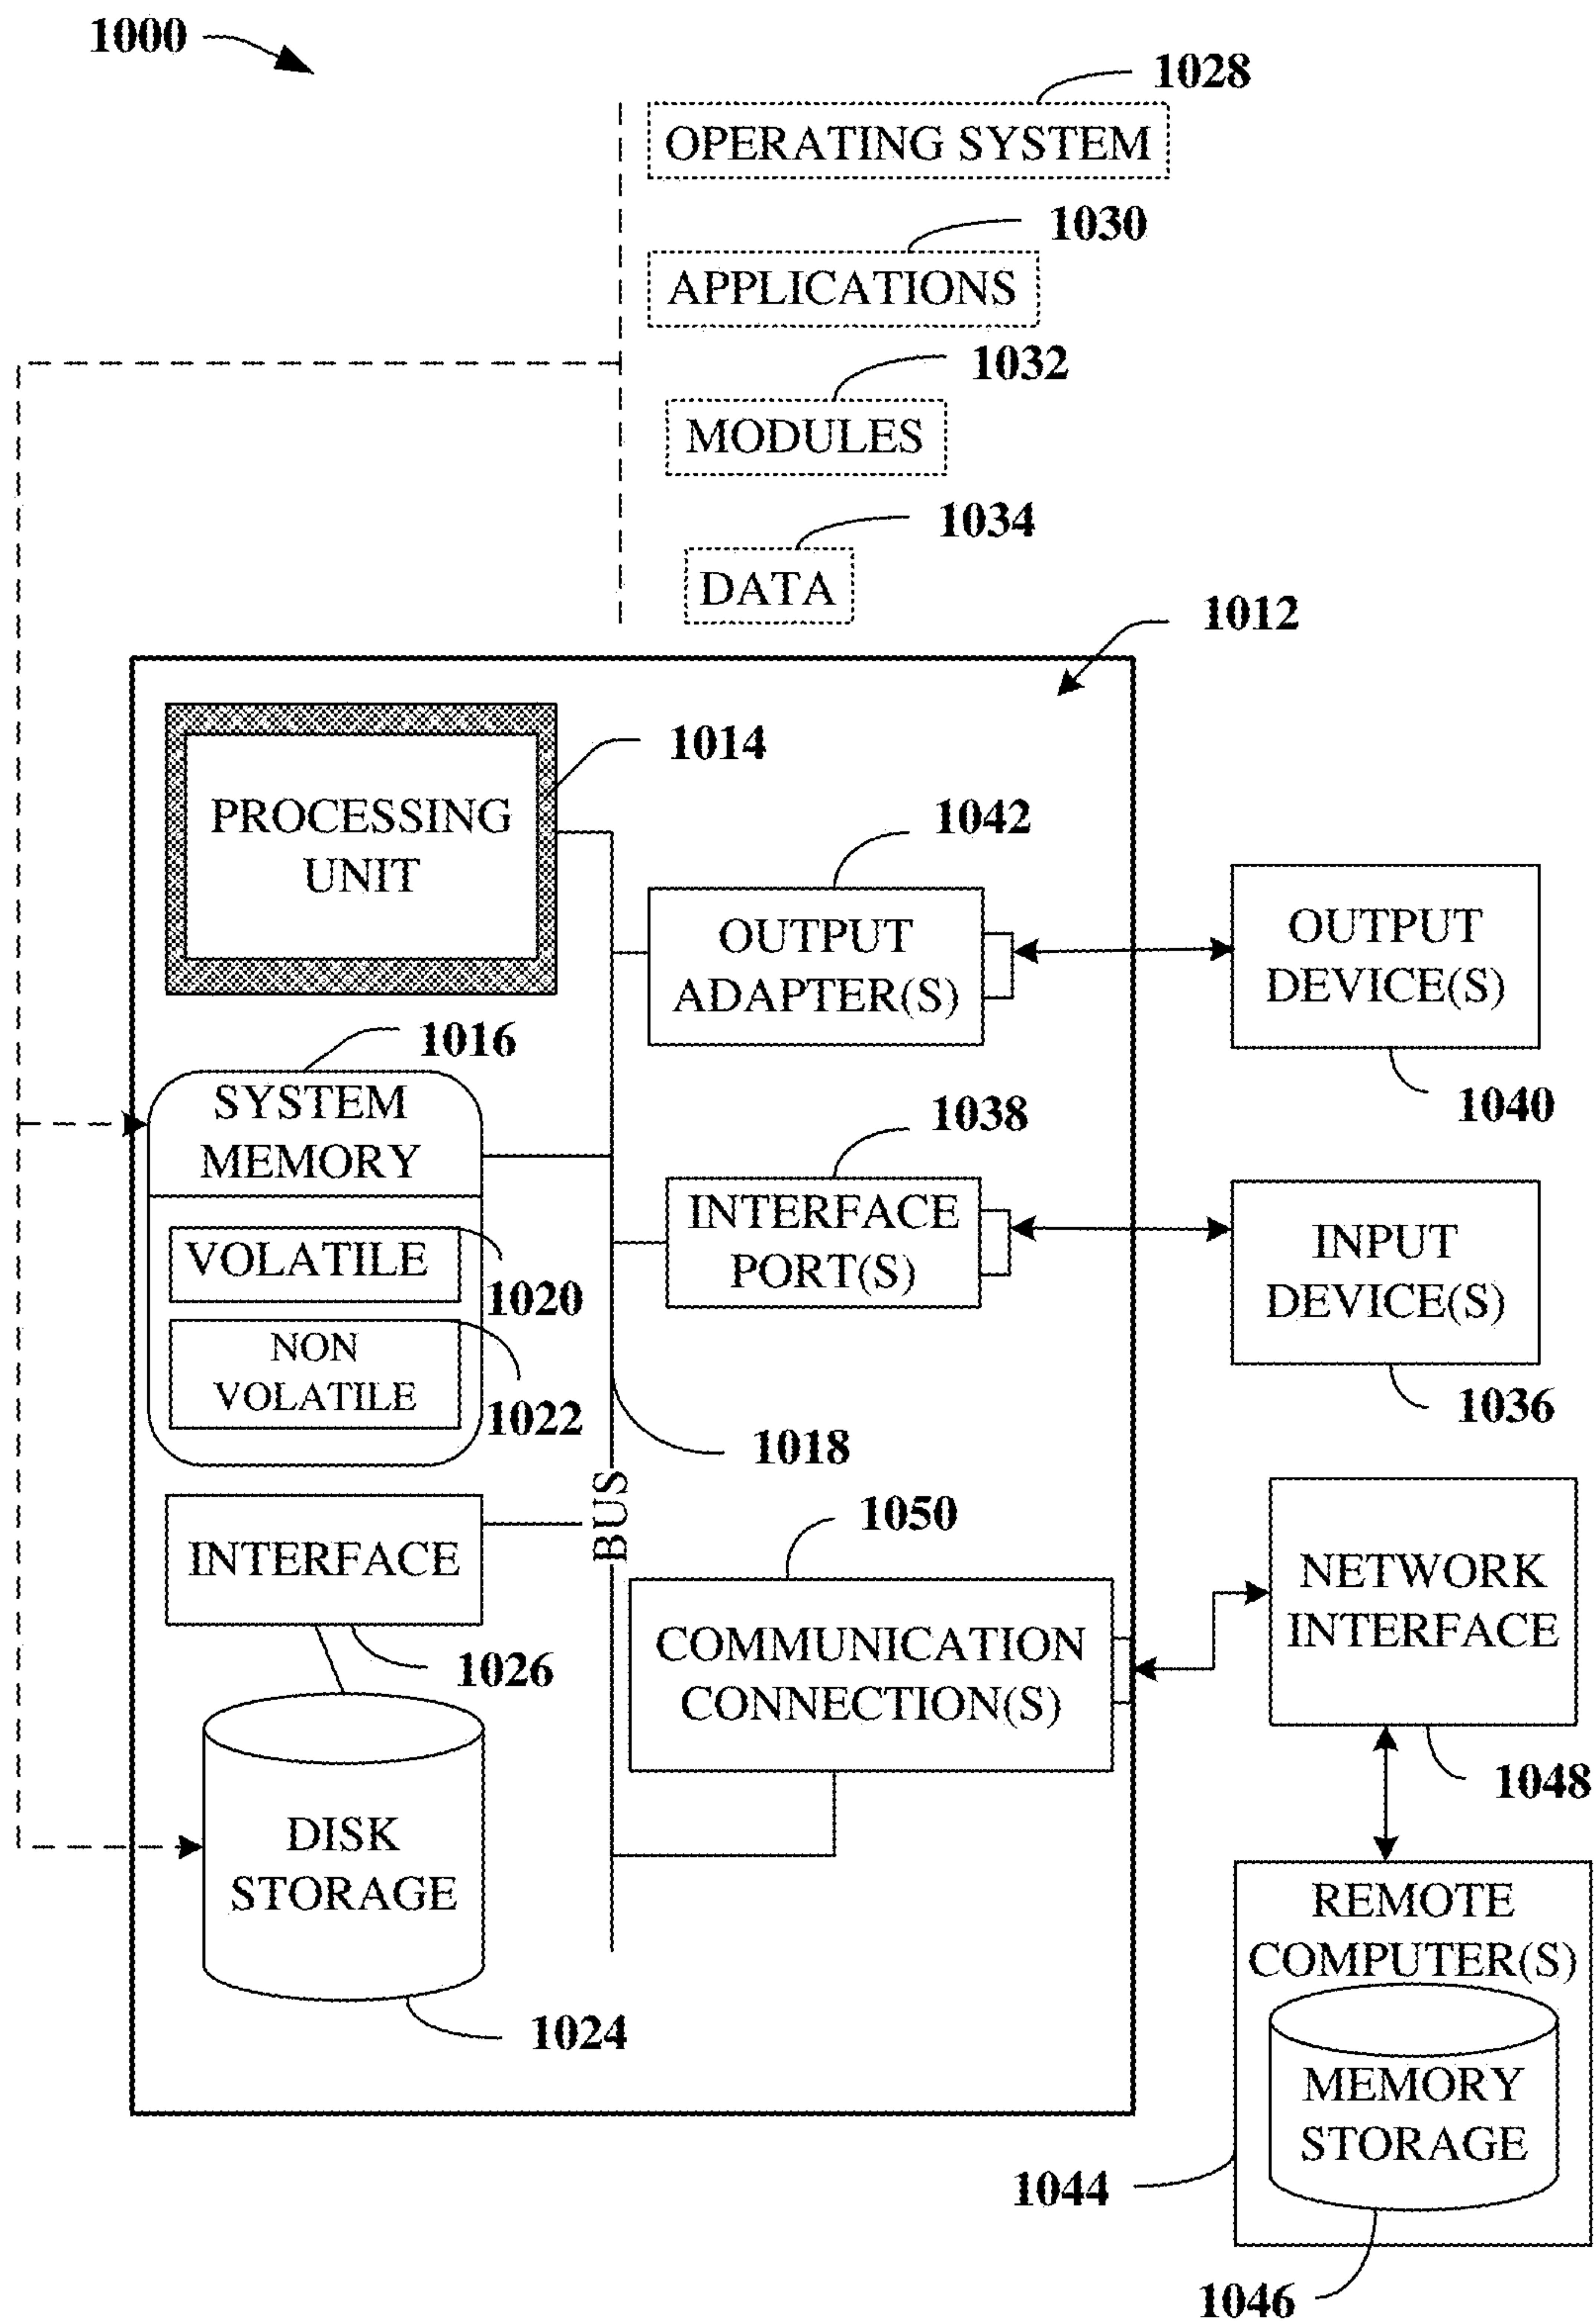 1000
1028
OPERATING SYSTEM
1030
APPLICATIONS
1032
MODULES
1034
DATA
1012
1014
PROCESSING
UNIT
1042
OUTPUT
ADAPTER(S)
OUTPUT
DEVICE(S)
1040
1016
SYSTEM
MEMORY
VOLATILE
1020
NON
VOLATILE
1022
1038
INTERFACE
PORT(S)
INPUT
DEVICE(S)
1036
1018
BUS
INTERFACE
1026
1050
COMMUNICATION
CONNECTION(S)
NETWORK
INTERFACE
1048
DISK
STORAGE
1024
REMOTE
COMPUTER(S)
MEMORY
STORAGE
1044
1046